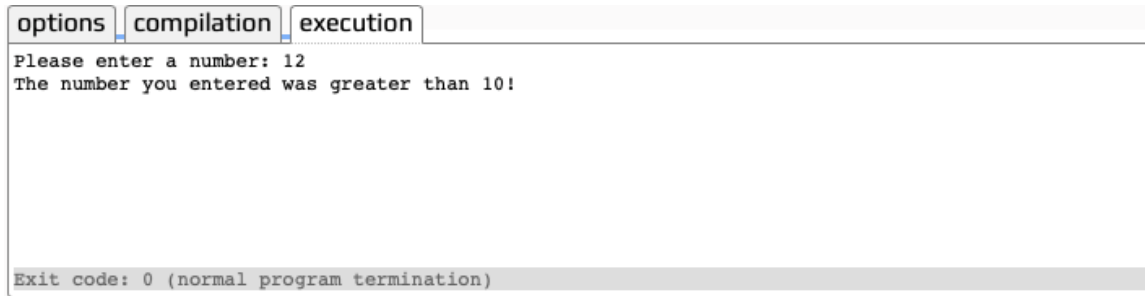 options compilation execution
Please enter a number: 12
The number you entered was greater than 10!
Exit code: 0 (normal program termination)